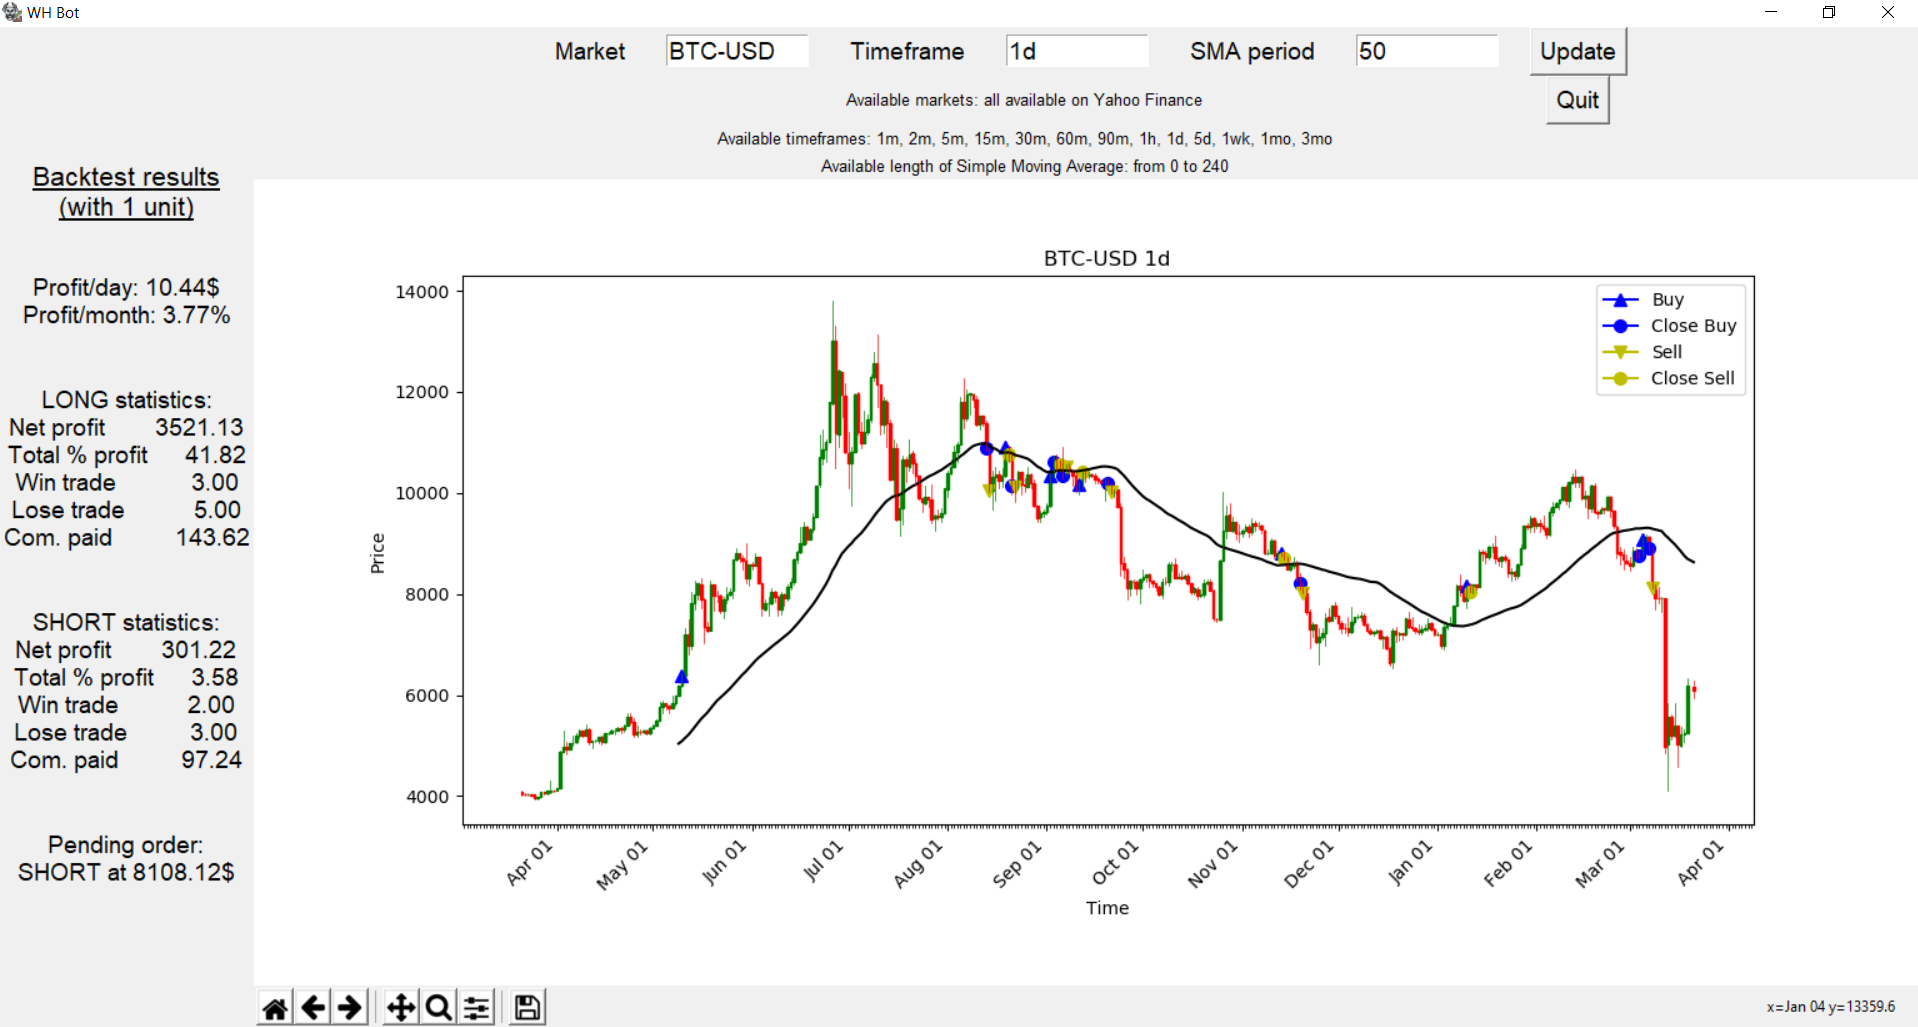 WH Bot
Market BTC-USD Timeframe 1d SMA period 50 Update
Quit
Available markets: all available on Yahoo Finance
Available timeframes: 1m, 2m, 5m, 15m, 30m, 60m, 90m, 1h, 1d, 5d, 1wk, 1mo, 3mo
Available length of Simple Moving Average: from 0 to 240
Backtest results
(with 1 unit)
Profit/day: 10.44$
Profit/month: 3.77%
LONG statistics:
Net profit 3521.13
Total % profit 41.82
Win trade 3.00
Lose trade 5.00
Com. paid 143.62
SHORT statistics:
Net profit 301.22
Total % profit 3.58
Win trade 2.00
Lose trade 3.00
Com. paid 97.24
Pending order:
SHORT at 8108.12$
BTC-USD 1d
Buy
Close Buy
Sell
Close Sell
Price
14000
12000
10000
8000
6000
4000
Apr 01 May 01 Jun 01 Jul 01 Aug 01 Sep 01 Oct 01 Nov 01 Dec 01 Jan 01 Feb 01 Mar 01 Apr 01
Time
x=Jan 04 y=13359.6